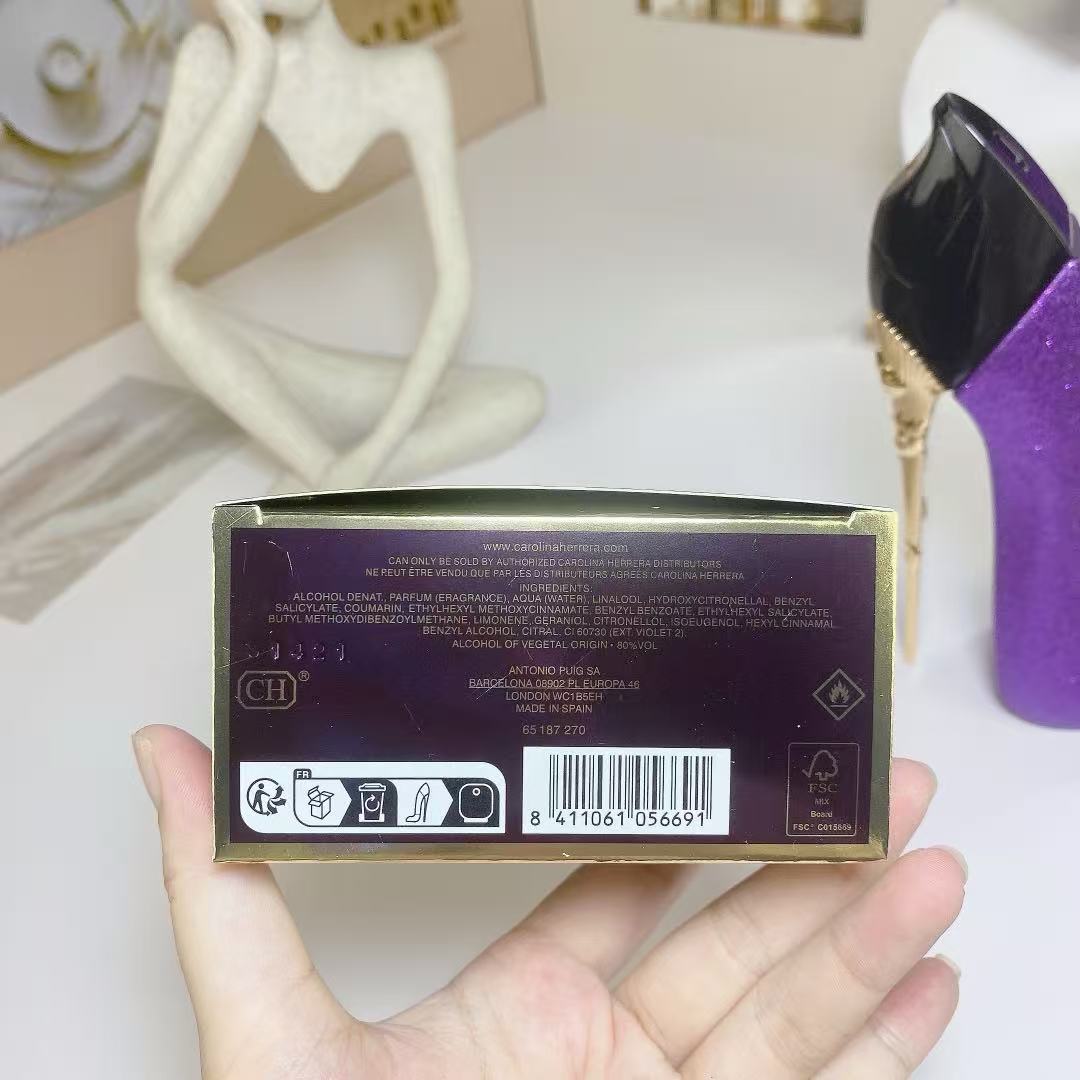 www.carolinaherrera.com
CAN ONLY BE SOLD BY AUTHORIZED CAROLINA HERRERA DISTRIBUTORS
NE PEUT ÊTRE VENDU QUE PAR LES DISTRIBUTEURS AGRÉÉS CAROLINA HERRERA
INGREDIENTS:
ALCOHOL DENAT., PARFUM (FRAGRANCE), AQUA (WATER), LINALOOL, HYDROXYCITRONELLAL, BENZYL
SALICYLATE, COUMARIN, ETHYLHEXYL METHOXYCINNAMATE, BENZYL BENZOATE, ETHYLHEXYL SALICYLATE,
BUTYL METHOXYDIBENZOYLMETHANE, LIMONENE, GERANIOL, CITRONELLOL, ISOEUGENOL, HEXYL CINNAMAL
BENZYL ALCOHOL, CITRAL, CI 60730 (EXT. VIOLET 2).
ALCOHOL OF VEGETAL ORIGIN • 80%VOL
1421
CH®
ANTONIO PUIG SA
BARCELONA 08902 PL EUROPA 46
LONDON WC1B5EH
MADE IN SPAIN
65 187 270
FR
8 411061 056691
FSC
MIX
Board
FSC® C015669